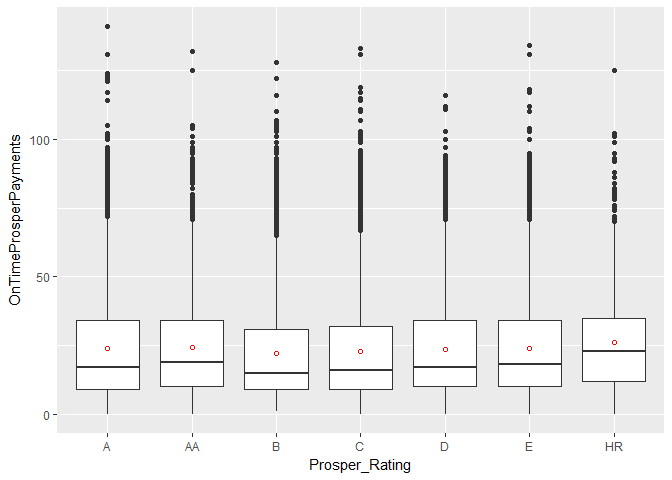 OnTimeProsperPayments
100
50
0
A AA B C D E HR
Prosper_Rating